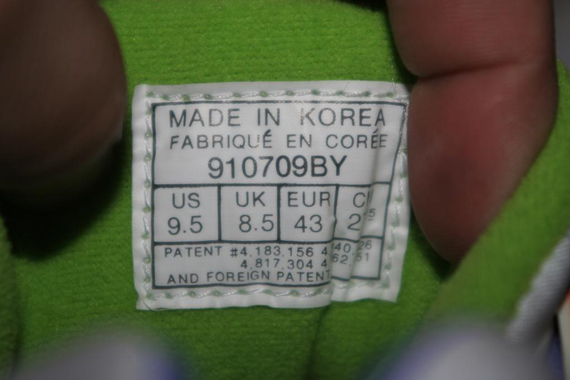 MADE IN KOREA
FABRIQUÉ EN CORÉE
910709BY
US UK EUR
9.5 8.5 43
PATENT #4,183,156
4,817,304
AND FOREIGN PATENT